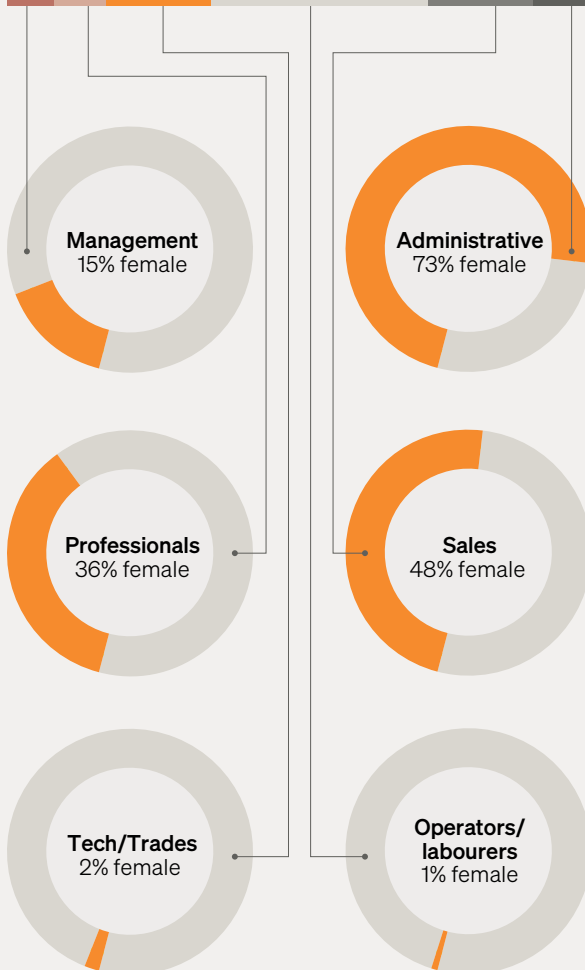 Management
15% female
Administrative
73% female
Professionals
36% female
Sales
48% female
Tech/Trades
2% female
Operators/
labourers
1% female